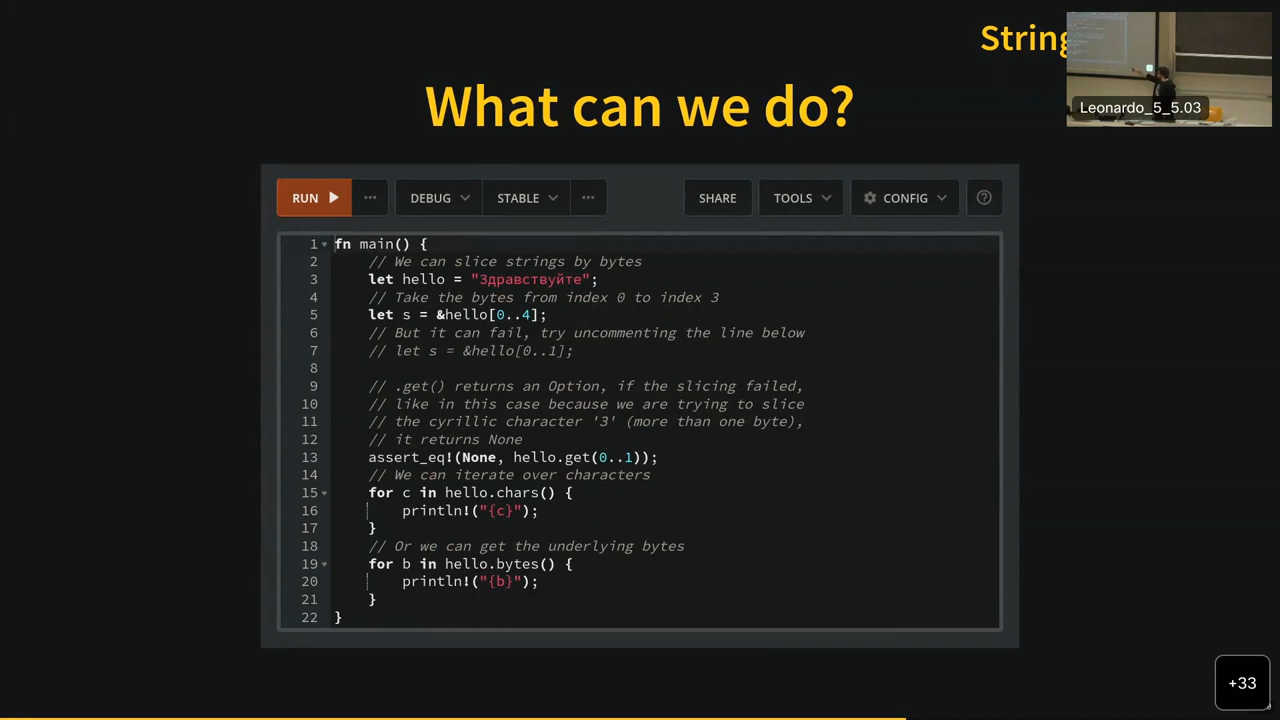 String
Leonardo_5_5.03
What can we do?
RUN ··· DEBUG STABLE ··· SHARE TOOLS CONFIG ?
1 fn main() {
2 // We can slice strings by bytes
3 let hello = "Здравствуйте";
4 // Take the bytes from index 0 to index 3
5 let s = &hello[0..4];
6 // But it can fail, try uncommenting the line below
7 // let s = &hello[0..1];
8
9 // .get() returns an Option, if the slicing failed,
10 // like in this case because we are trying to slice
11 // the cyrillic character 'З' (more than one byte),
12 // it returns None
13 assert_eq!(None, hello.get(0..1));
14 // We can iterate over characters
15 for c in hello.chars() {
16 println!("{c}");
17 }
18 // Or we can get the underlying bytes
19 for b in hello.bytes() {
20 println!("{b}");
21 }
22 }
+33